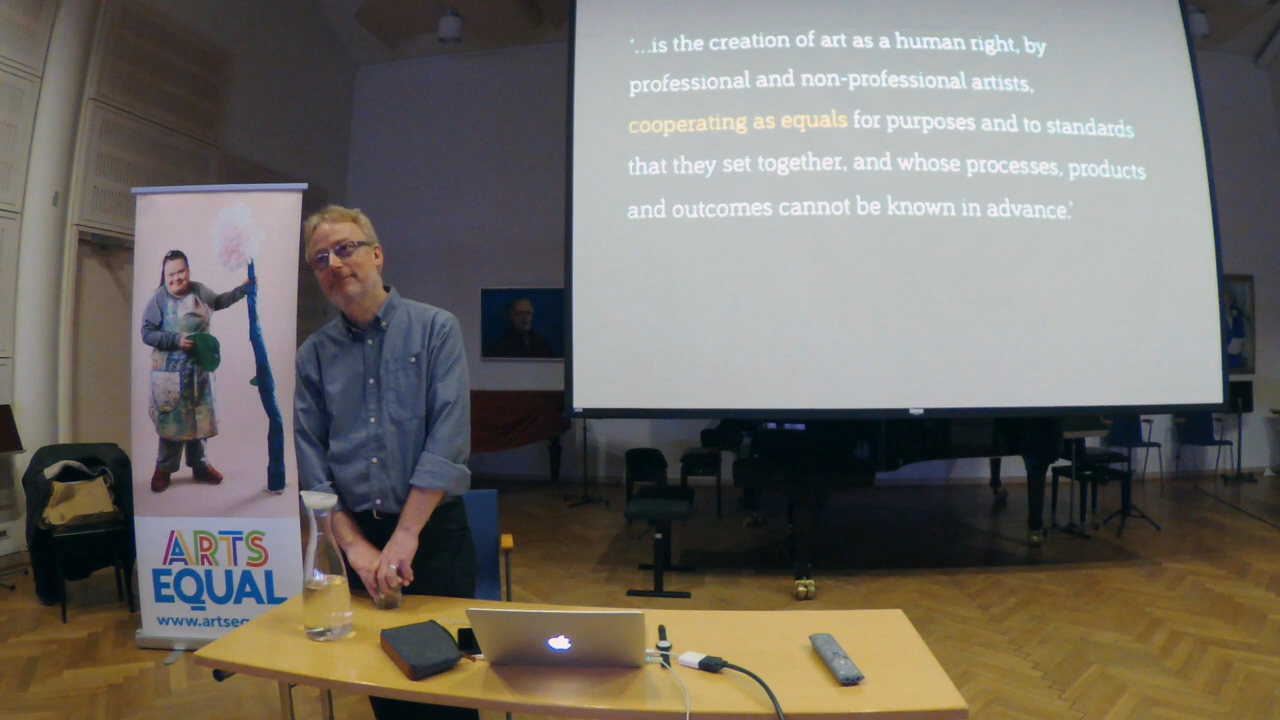 '...is the creation of art as a human right, by
professional and non-professional artists,
cooperating as equals for purposes and to standards
that they set together, and whose processes, products
and outcomes cannot be known in advance.'
ARTS
EQUAL